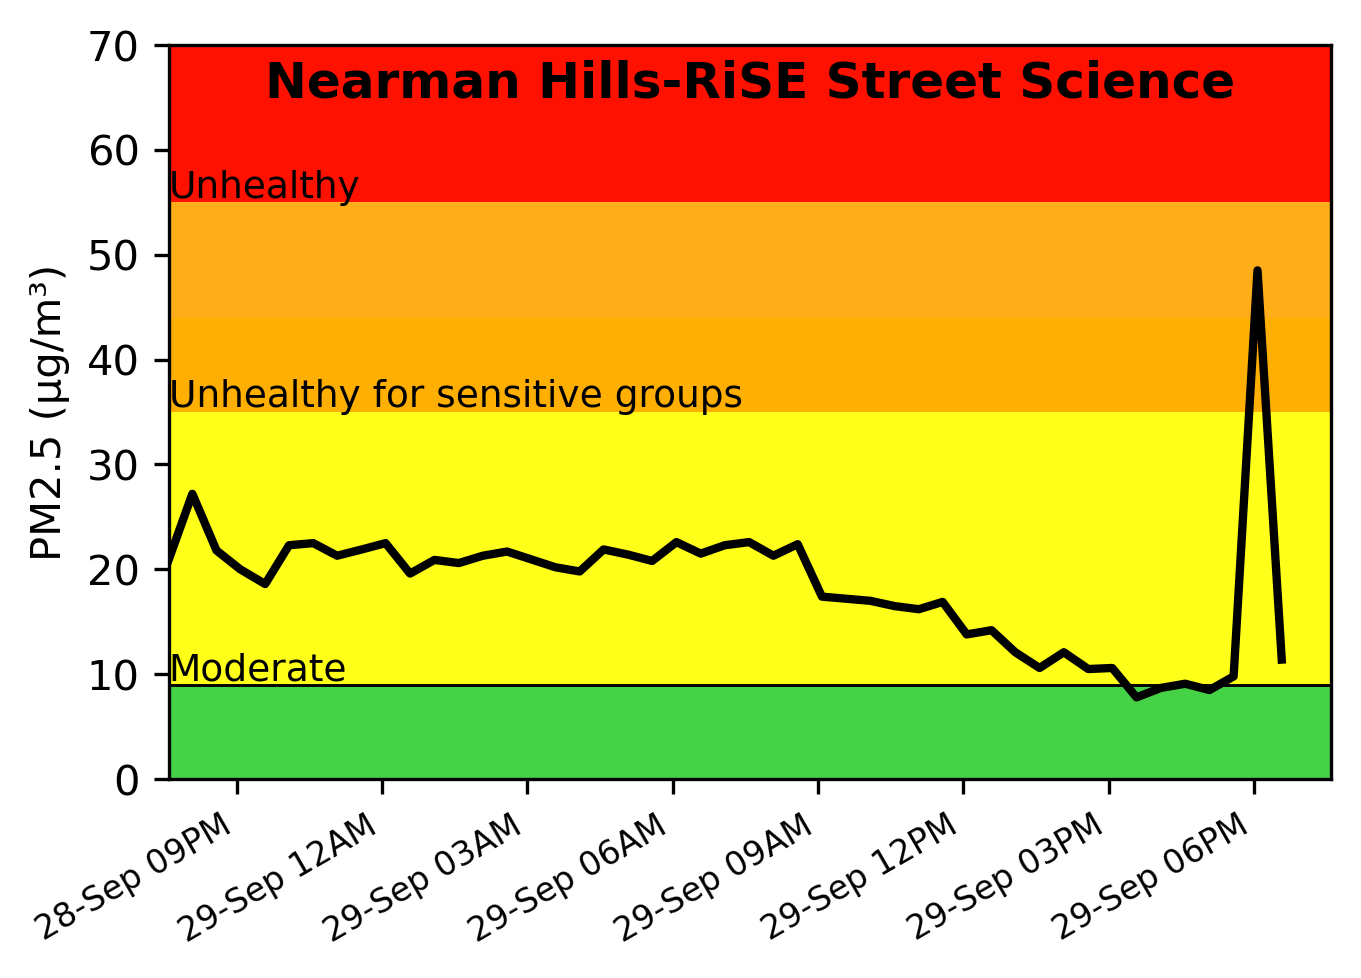 Nearman Hills-RiSE Street Science
PM2.5 (μg/m³)
70
60
50
40
30
20
10
0
Unhealthy
Unhealthy for sensitive groups
Moderate
28-Sep 09PM
29-Sep 12AM
29-Sep 03AM
29-Sep 06AM
29-Sep 09AM
29-Sep 12PM
29-Sep 03PM
29-Sep 06PM